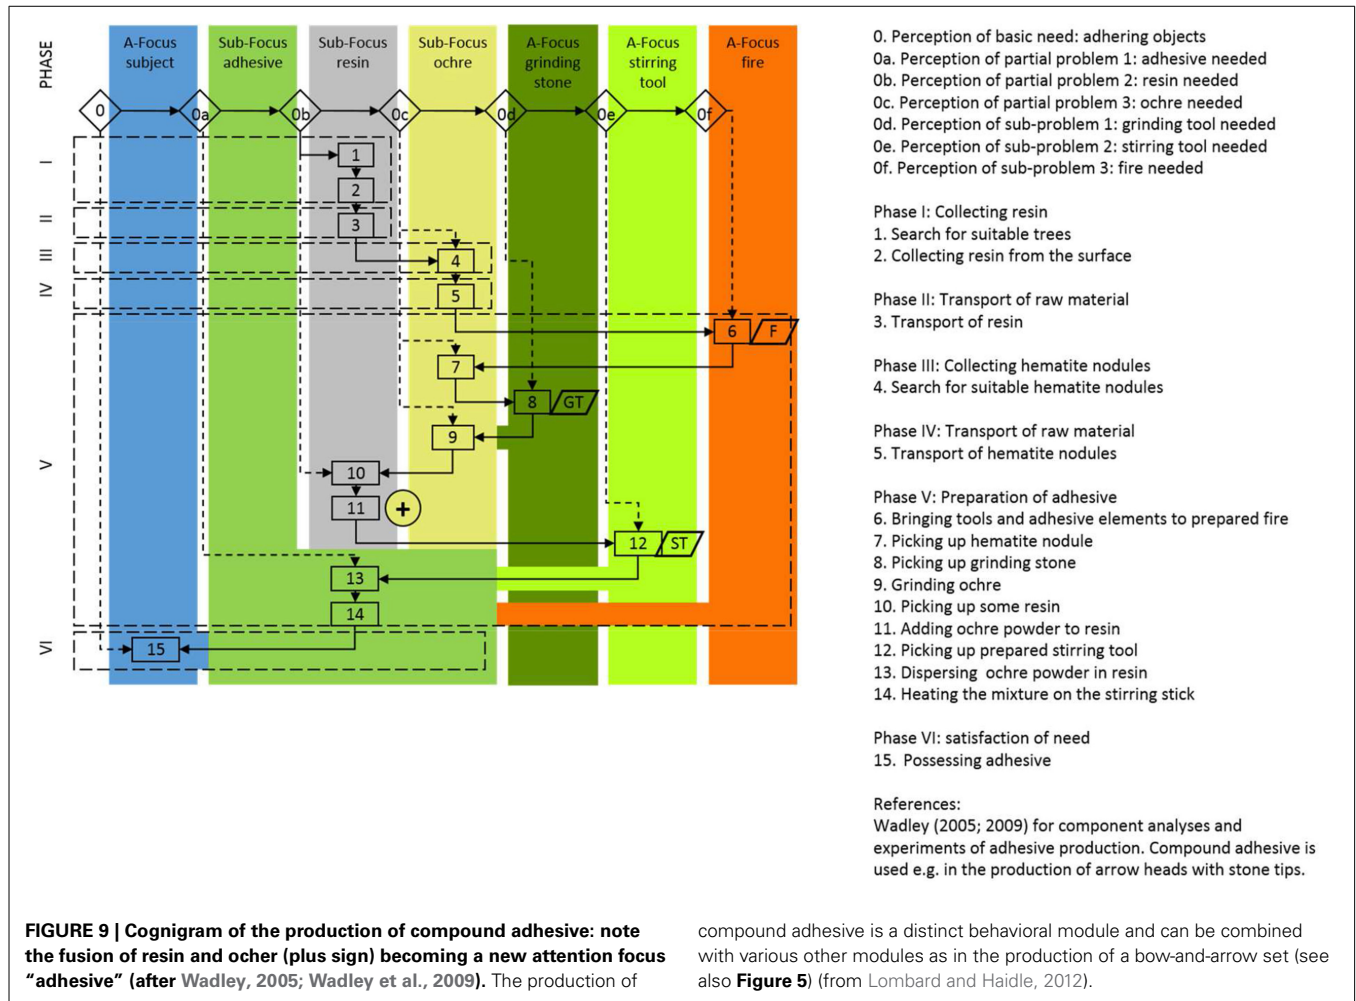 PHASE
A-Focus
subject
Sub-Focus
adhesive
Sub-Focus
resin
Sub-Focus
ochre
A-Focus
grinding
stone
A-Focus
stirring
tool
A-Focus
fire
0
0a
0b
0c
0d
0e
0f
I
1
2
II
3
III
4
IV
5
V
6
F
7
8
GT
9
10
11
+
12
ST
13
14
VI
15
0. Perception of basic need: adhering objects
0a. Perception of partial problem 1: adhesive needed
0b. Perception of partial problem 2: resin needed
0c. Perception of partial problem 3: ochre needed
0d. Perception of sub-problem 1: grinding tool needed
0e. Perception of sub-problem 2: stirring tool needed
0f. Perception of sub-problem 3: fire needed
Phase I: Collecting resin
1. Search for suitable trees
2. Collecting resin from the surface
Phase II: Transport of raw material
3. Transport of resin
Phase III: Collecting hematite nodules
4. Search for suitable hematite nodules
Phase IV: Transport of raw material
5. Transport of hematite nodules
Phase V: Preparation of adhesive
6. Bringing tools and adhesive elements to prepared fire
7. Picking up hematite nodule
8. Picking up grinding stone
9. Grinding ochre
10. Picking up some resin
11. Adding ochre powder to resin
12. Picking up prepared stirring tool
13. Dispersing ochre powder in resin
14. Heating the mixture on the stirring stick
Phase VI: satisfaction of need
15. Possessing adhesive
References:
Wadley (2005; 2009) for component analyses and
experiments of adhesive production. Compound adhesive is
used e.g. in the production of arrow heads with stone tips.
FIGURE 9 | Cognigram of the production of compound adhesive: note
the fusion of resin and ocher (plus sign) becoming a new attention focus
“adhesive” (after Wadley, 2005; Wadley et al., 2009). The production of
compound adhesive is a distinct behavioral module and can be combined
with various other modules as in the production of a bow-and-arrow set (see
also Figure 5) (from Lombard and Haidle, 2012).